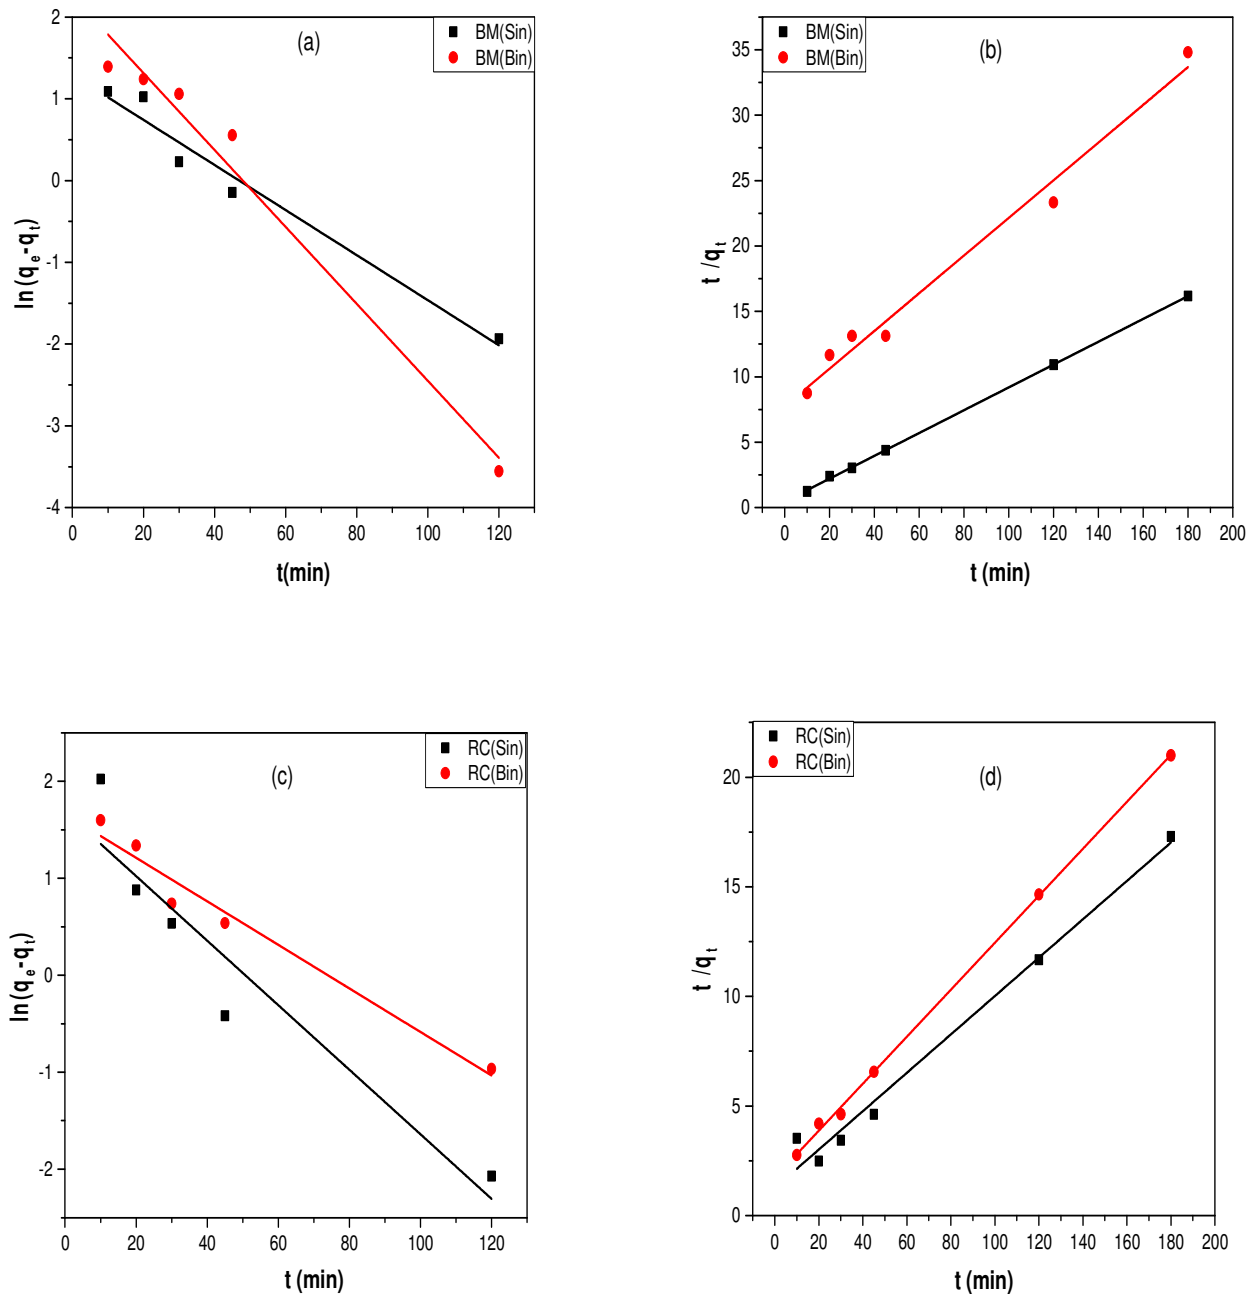 (a)
BM(Sin)
BM(Bin)
2
1
0
-1
-2
-3
-4
ln (qₑ-qₜ)
0 20 40 60 80 100 120
t(min)
(b)
BM(Sin)
BM(Bin)
35
30
25
20
15
10
5
0
t /qₜ
0 20 40 60 80 100 120 140 160 180 200
t (min)
(c)
RC(Sin)
RC(Bin)
2
1
0
-1
-2
ln (qₑ-qₜ)
0 20 40 60 80 100 120
t (min)
(d)
RC(Sin)
RC(Bin)
20
15
10
5
0
t /qₜ
0 20 40 60 80 100 120 140 160 180 200
t (min)